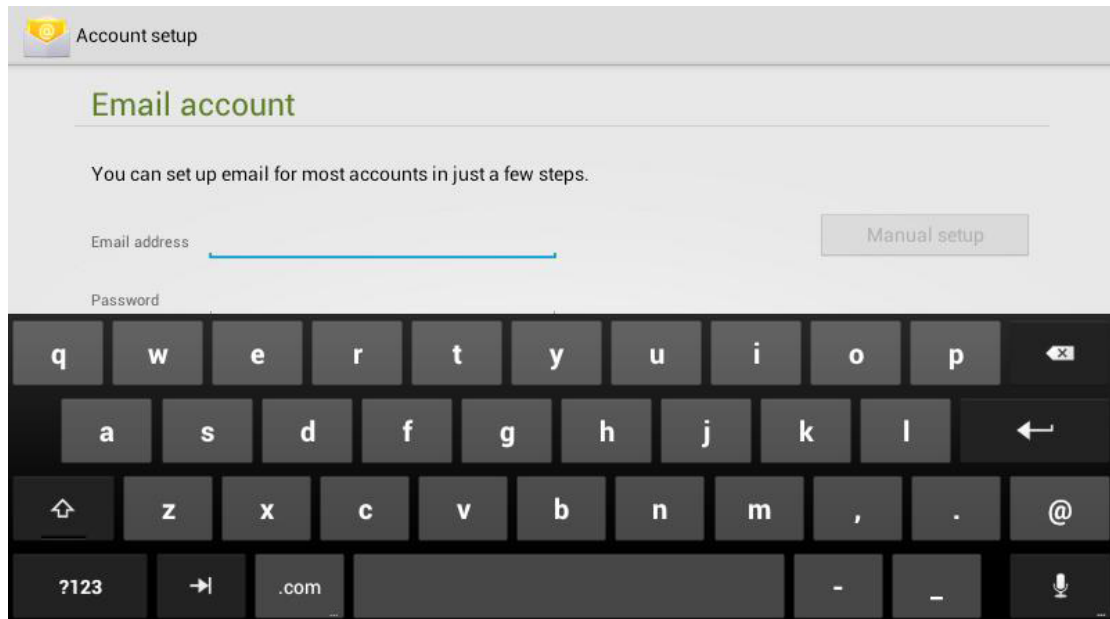 @ Account setup
Email account
You can set up email for most accounts in just a few steps.
Email address
Manual setup
Password
q w e r t y u i o p
a s d f g h j k l
z x c v b n m , . @
?123 .com - _